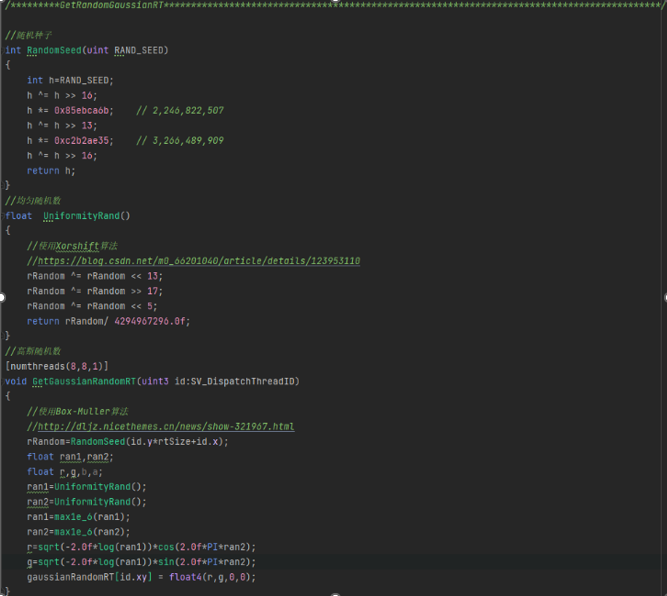 /*********GetRandomGaussianRT***********************************************************************************/
//随机种子
int RandomSeed(uint RAND_SEED)
{
    int h=RAND_SEED;
    h ^= h >> 16;
    h *= 0x85ebca6b;    // 2,246,822,507
    h ^= h >> 13;
    h *= 0xc2b2ae35;    // 3,266,489,909
    h ^= h >> 16;
    return h;
}
//均匀随机数
float  UniformityRand()
{
    //使用Xorshift算法
    //https://blog.csdn.net/m0_66201040/article/details/123953110
    rRandom ^= rRandom << 13;
    rRandom ^= rRandom >> 17;
    rRandom ^= rRandom << 5;
    return rRandom/ 4294967296.0f;
}
//高斯随机数
[numthreads(8,8,1)]
void GetGaussianRandomRT(uint3 id:SV_DispatchThreadID)
{
    //使用Box-Muller算法
    //http://dljz.nicethemes.cn/news/show-321967.html
    rRandom=RandomSeed(id.y*rtSize+id.x);
    float ran1,ran2;
    float r,g,b,a;
    ran1=UniformityRand();
    ran2=UniformityRand();
    ran1=max1e_6(ran1);
    ran2=max1e_6(ran2);
    r=sqrt(-2.0f*log(ran1))*cos(2.0f*PI*ran2);
    g=sqrt(-2.0f*log(ran1))*sin(2.0f*PI*ran2);
    gaussianRandomRT[id.xy] = float4(r,g,0,0);
}